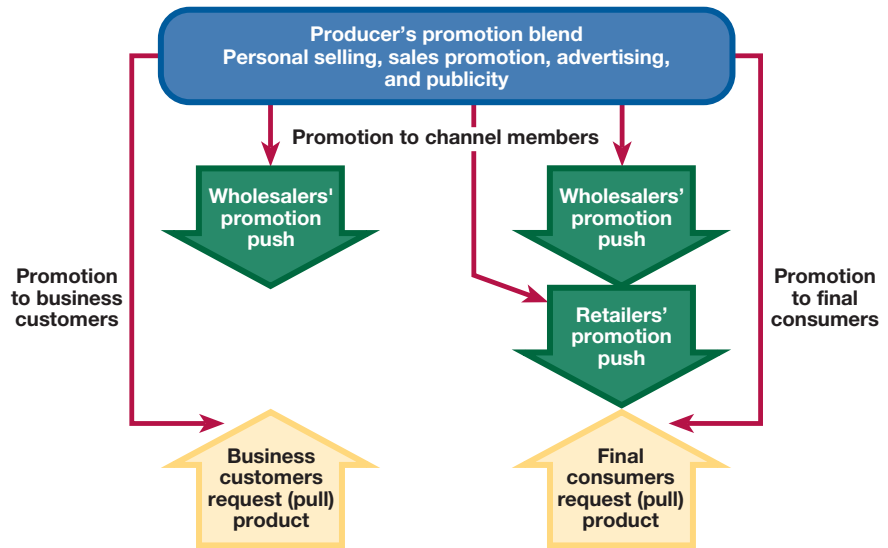 Producer's promotion blend
Personal selling, sales promotion, advertising,
and publicity
Promotion to channel members
Wholesalers'
promotion
push
Wholesalers’
promotion
push
Promotion
to business
customers
Retailers’
promotion
push
Promotion
to final
consumers
Business
customers
request (pull)
product
Final
consumers
request (pull)
product